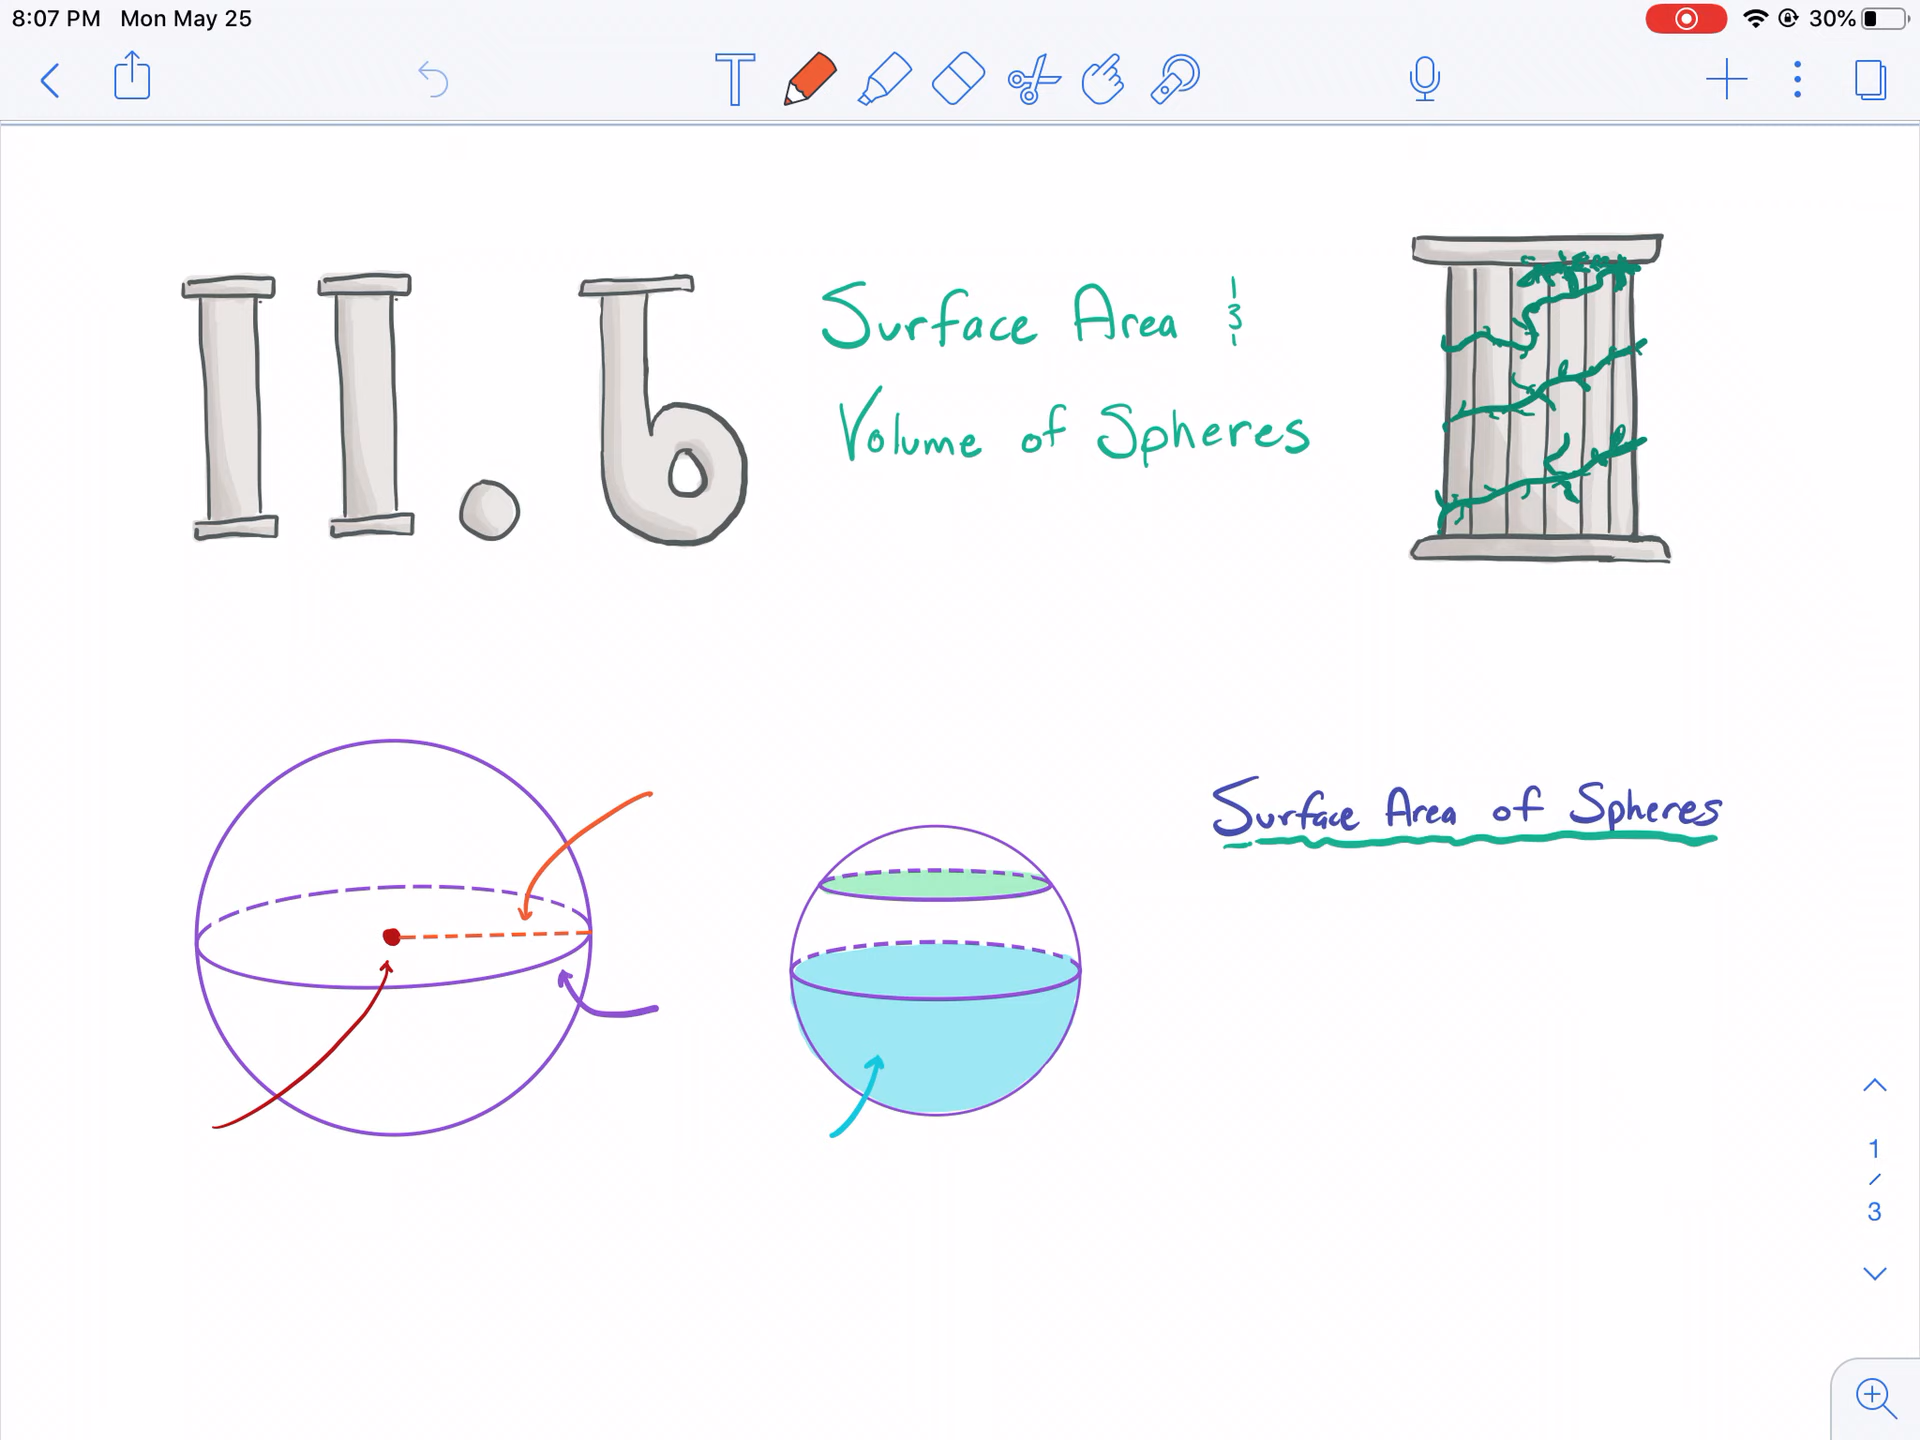 8:07 PM Mon May 25
30%
T
11.6
Surface Area &
Volume of Spheres
Surface Area of Spheres
1
/
3